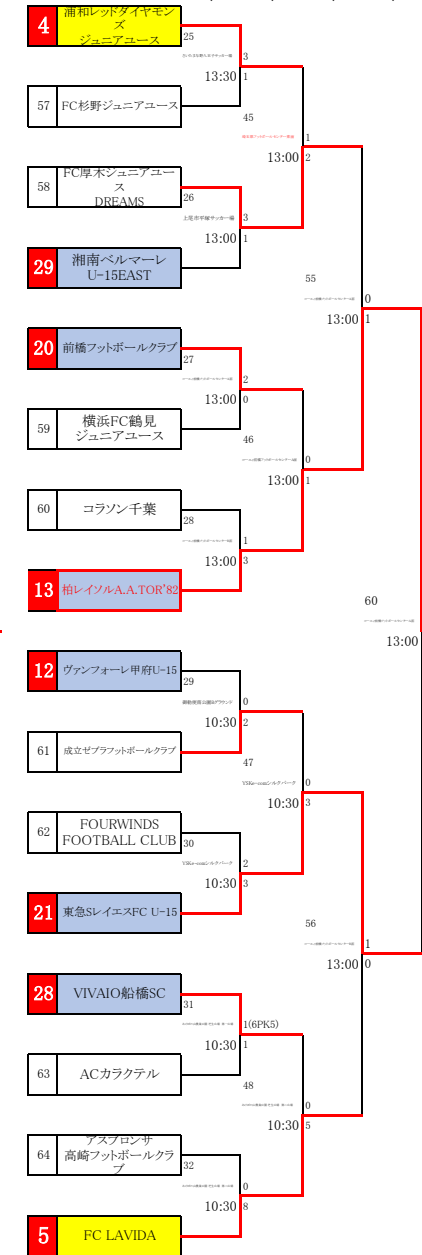 4
浦和レッドダイヤモン
ズ
ジュニアユース
25
3
13:30
1
57
FC杉野ジュニアユース
45
1
13:00
2
58
FC厚木ジュニアユー
ス
DREAMS
26
上尾市平塚サッカー場
3
13:00
1
29
湘南ベルマーレ
U-15EAST
55
0
13:00
1
20
前橋フットボールクラブ
27
2
13:00
0
59
横浜FC鶴見
ジュニアユース
46
0
13:00
1
60
コラソン千葉
28
1
13:00
3
13
柏レイソルA.A.TOR'82
60
13:00
12
ヴァンフォーレ甲府U-15
29
0
10:30
2
61
成立ゼブラフットボールクラブ
47
0
10:30
3
62
FOURWINDS
FOOTBALL CLUB
30
2
10:30
3
21
東急SレイエスFC U-15
56
1
13:00
0
28
VIVAIO船橋SC
31
1(6PK5)
10:30
1
63
ACカラクテル
48
0
10:30
5
64
アスブロンサ
高崎フットボールクラ
ブ
32
0
10:30
8
5
FC LAVIDA